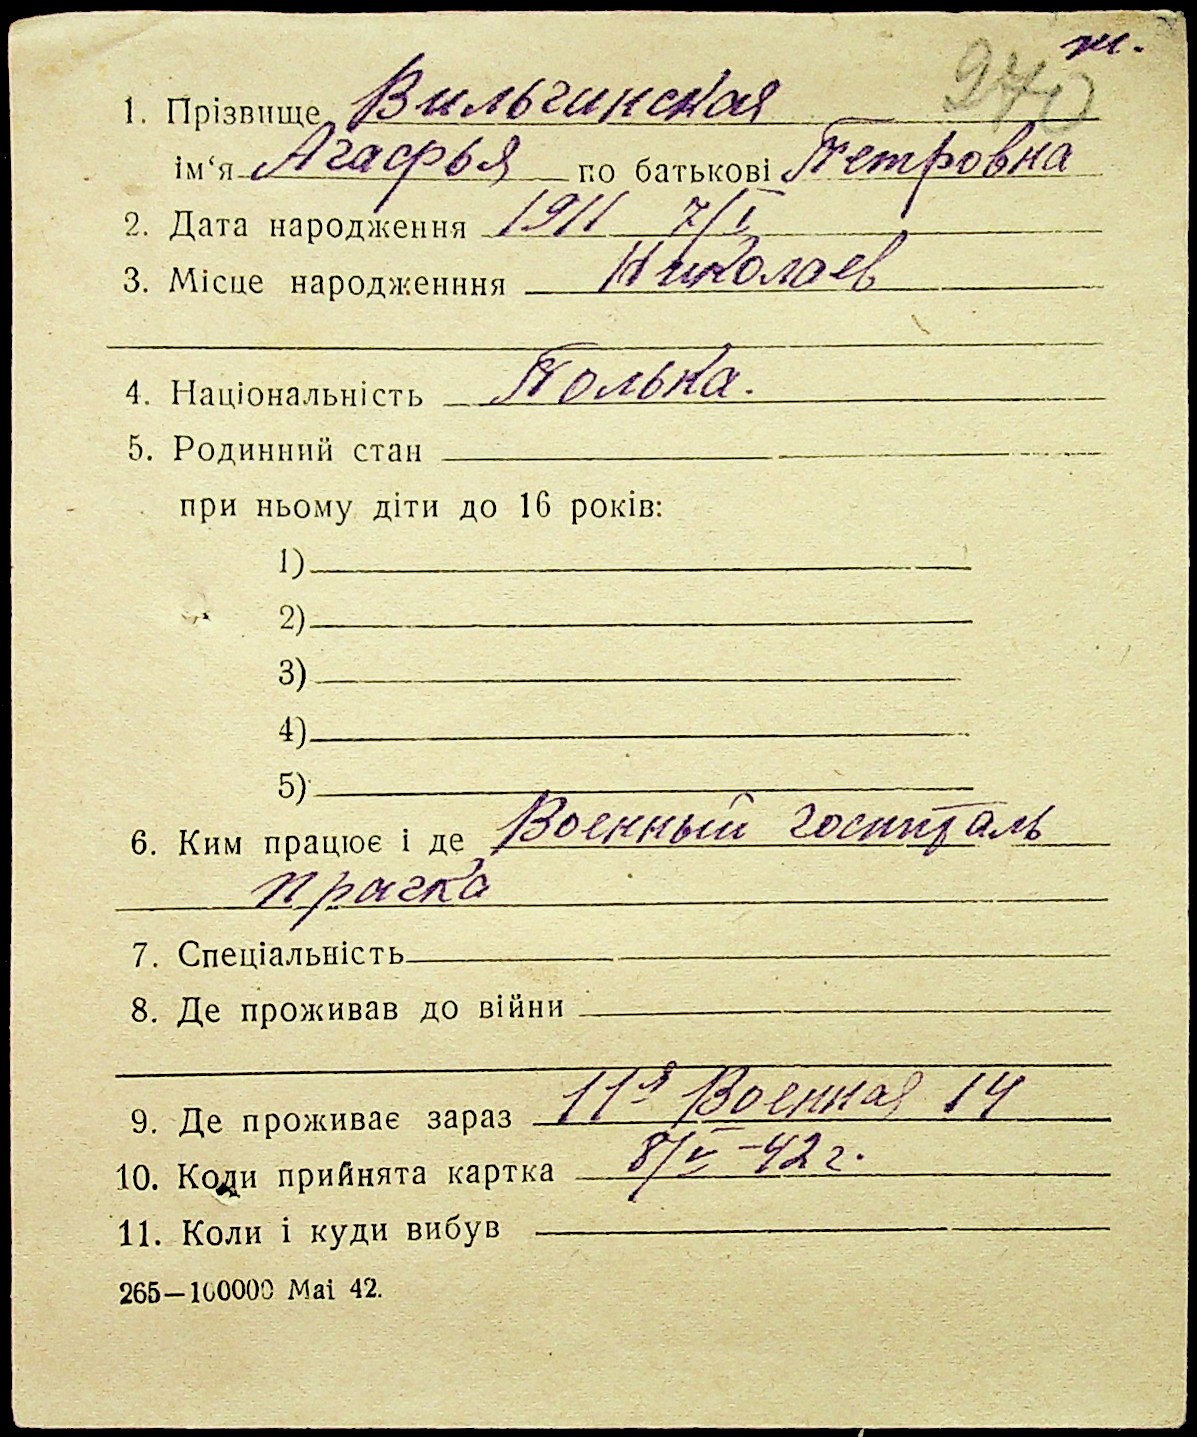 ж.
270
1. Прізвище Вильчинская
ім‘я Агафья по батькові Петровна
2. Дата народження 1911 7/I
3. Місце народженння Николаев
4. Національність Полька.
5. Родинний стан
при ньому діти до 16 років:
1)
2)
3)
4)
5)
6. Ким працює і де Военный госпиталь
прачка
7. Спеціальність
8. Де проживав до війни
9. Де проживає зараз 11я Военная 14
10. Коли прийнята картка 8/V –42 г.
11. Коли і куди вибув
265—100000 Mai 42.